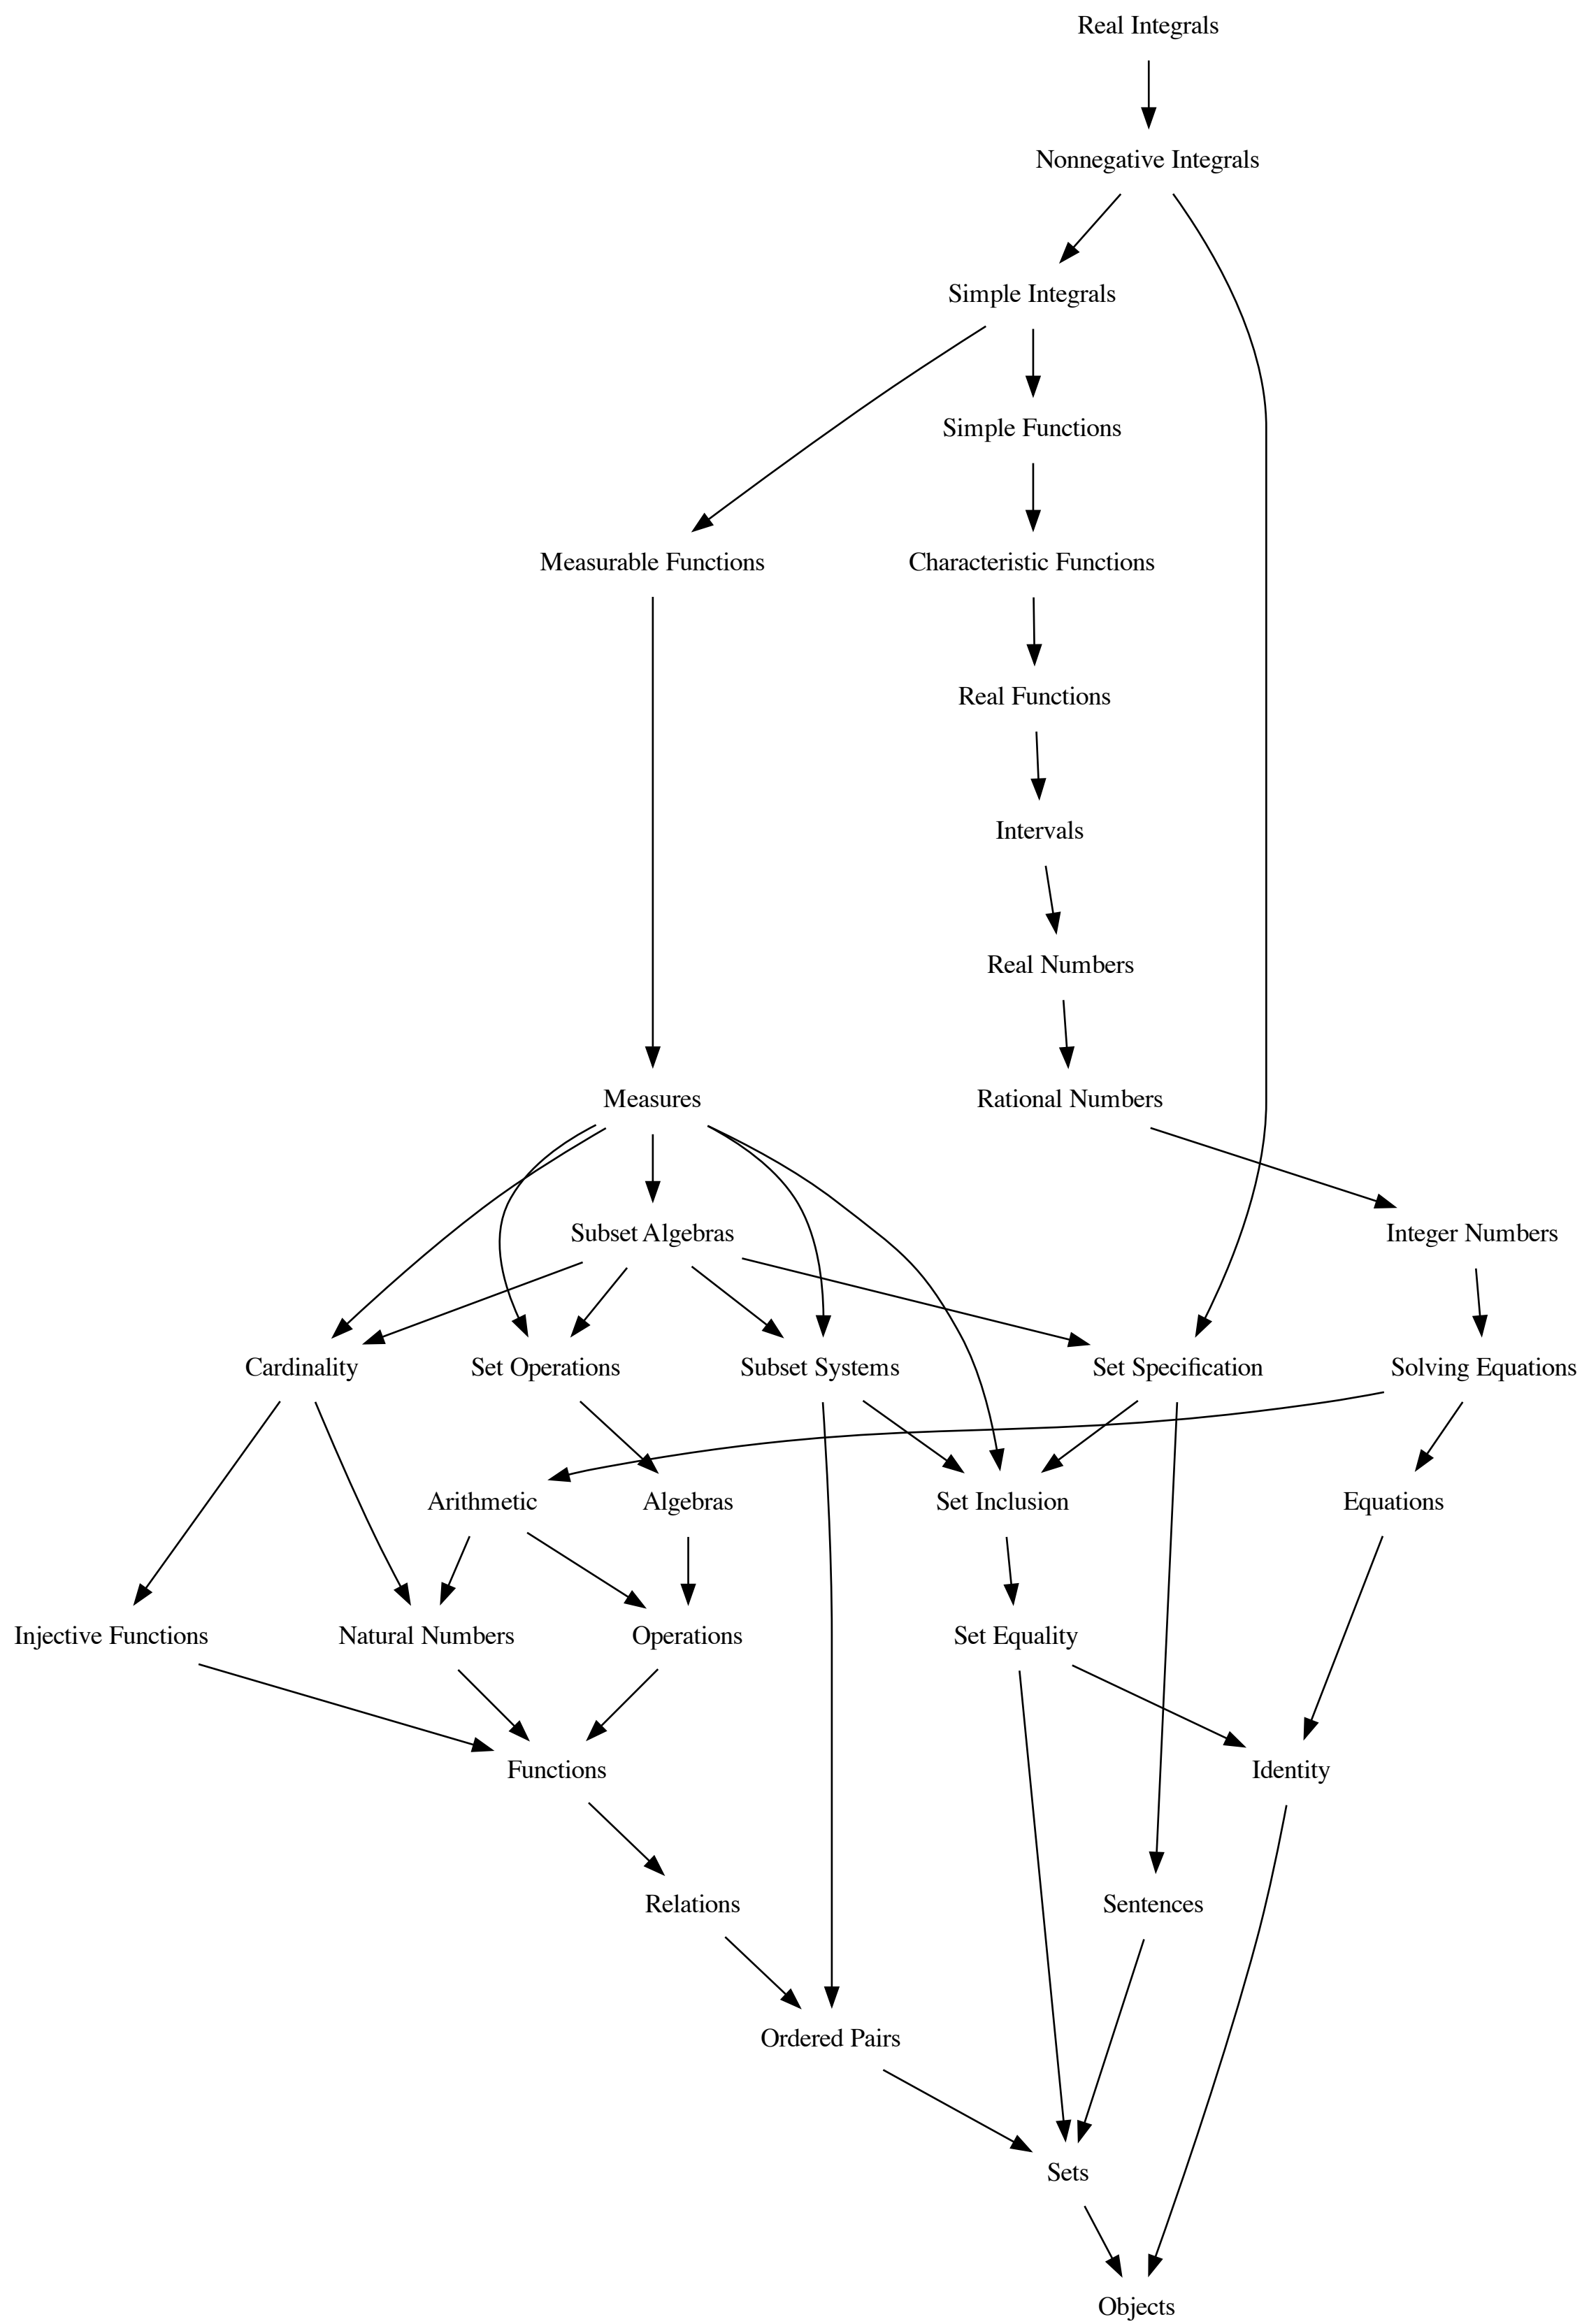 Real Integrals
Nonnegative Integrals
Simple Integrals
Simple Functions
Measurable Functions
Characteristic Functions
Real Functions
Intervals
Real Numbers
Measures
Rational Numbers
Subset Algebras
Integer Numbers
Cardinality
Set Operations
Subset Systems
Set Specification
Solving Equations
Arithmetic
Algebras
Set Inclusion
Equations
Injective Functions
Natural Numbers
Operations
Set Equality
Functions
Identity
Relations
Sentences
Ordered Pairs
Sets
Objects